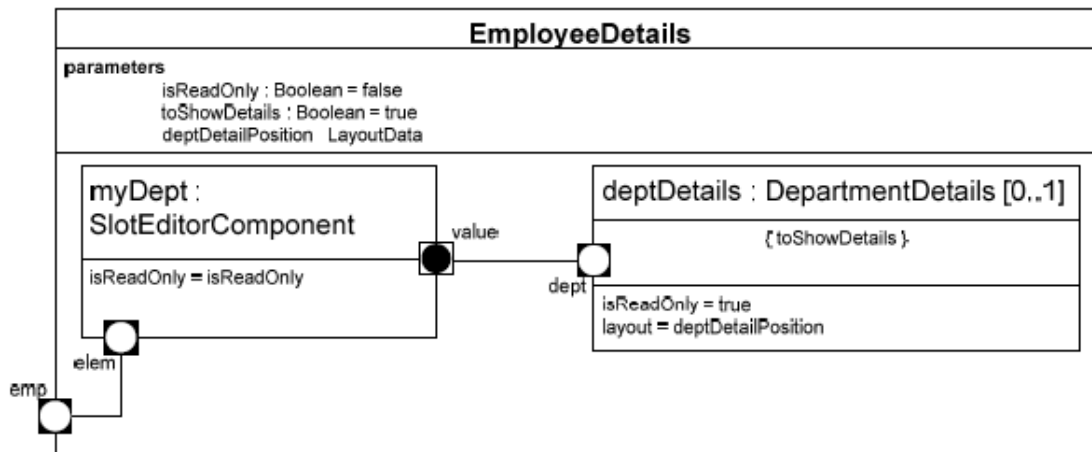 EmployeeDetails
parameters
isReadOnly : Boolean = false
toShowDetails : Boolean = true
deptDetailPosition LayoutData
myDept :
SlotEditorComponent
isReadOnly = isReadOnly
value
elem
emp
deptDetails : DepartmentDetails [0..1]
{ toShowDetails }
dept
isReadOnly = true
layout = deptDetailPosition